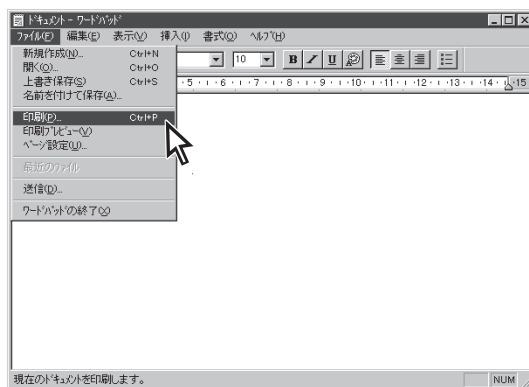 ドキュメント - ワードパッド
ファイル(F) 編集(E) 表示(V) 挿入(I) 書式(O) ヘルプ(H)
新規作成(N)... Ctrl+N
開く(O)... Ctrl+O
上書き保存(S) Ctrl+S
名前を付けて保存(A)...
印刷(P)... Ctrl+P
印刷プレビュー(V)
ページ設定(U)...
最近のファイル
送信(D)...
ワードパッドの終了(X)
10 B I U
5 6 7 8 9 10 11 12 13 14 15
現在のドキュメントを印刷します。 NUM